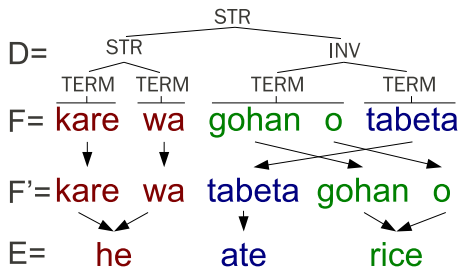 STR
D= STR INV
TERM TERM TERM TERM
F= kare wa gohan o tabeta
F'= kare wa tabeta gohan o
E= he ate rice